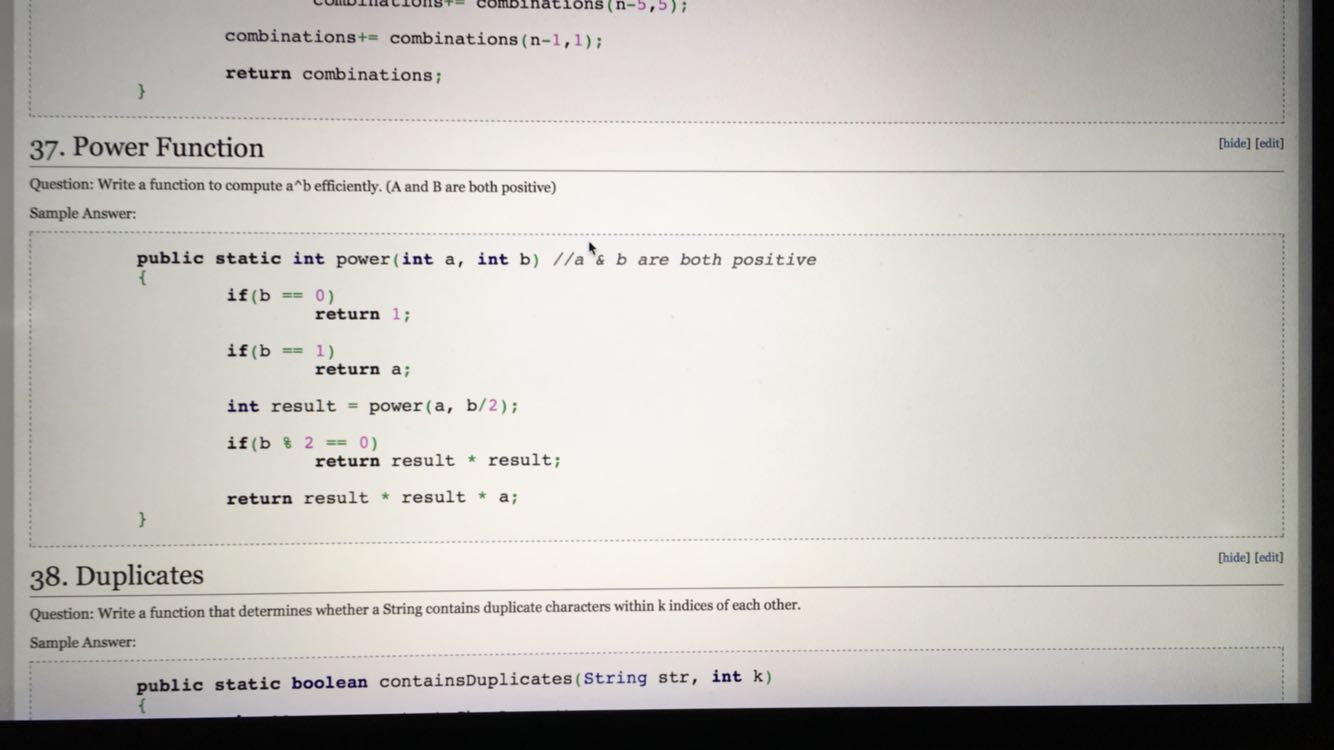 combinations+= combinations(n-5,5);
combinations+= combinations(n-1,1);
return combinations;
}
37. Power Function
[hide] [edit]
Question: Write a function to compute a^b efficiently. (A and B are both positive)
Sample Answer:
public static int power(int a, int b) //a & b are both positive
{
if(b == 0)
return 1;
if(b == 1)
return a;
int result = power(a, b/2);
if(b % 2 == 0)
return result * result;
return result * result * a;
}
38. Duplicates
[hide] [edit]
Question: Write a function that determines whether a String contains duplicate characters within k indices of each other.
Sample Answer:
public static boolean containsDuplicates(String str, int k)
{